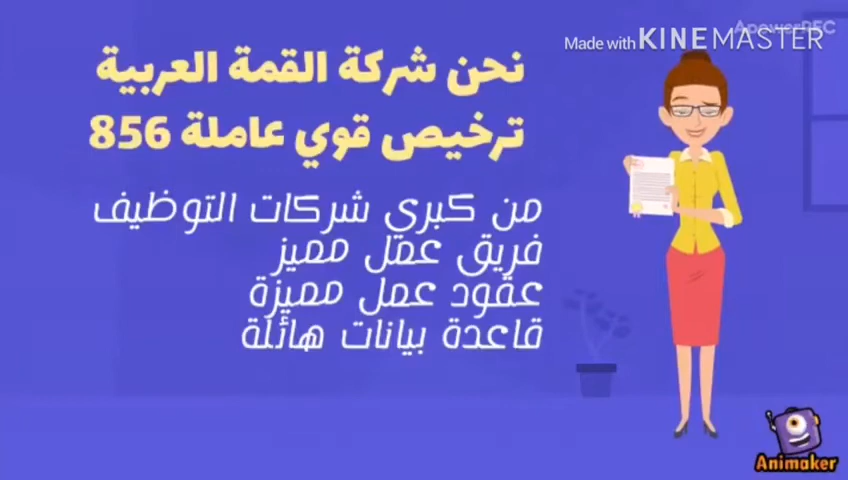 ApowerREC
Made with KINEMASTER
نحن شركة القمة العربية
ترخيص قوي عاملة 856
من كبري شركات التوظيف
فريق عمل مميز
عقود عمل مميزة
قاعدة بيانات هائلة
Animaker